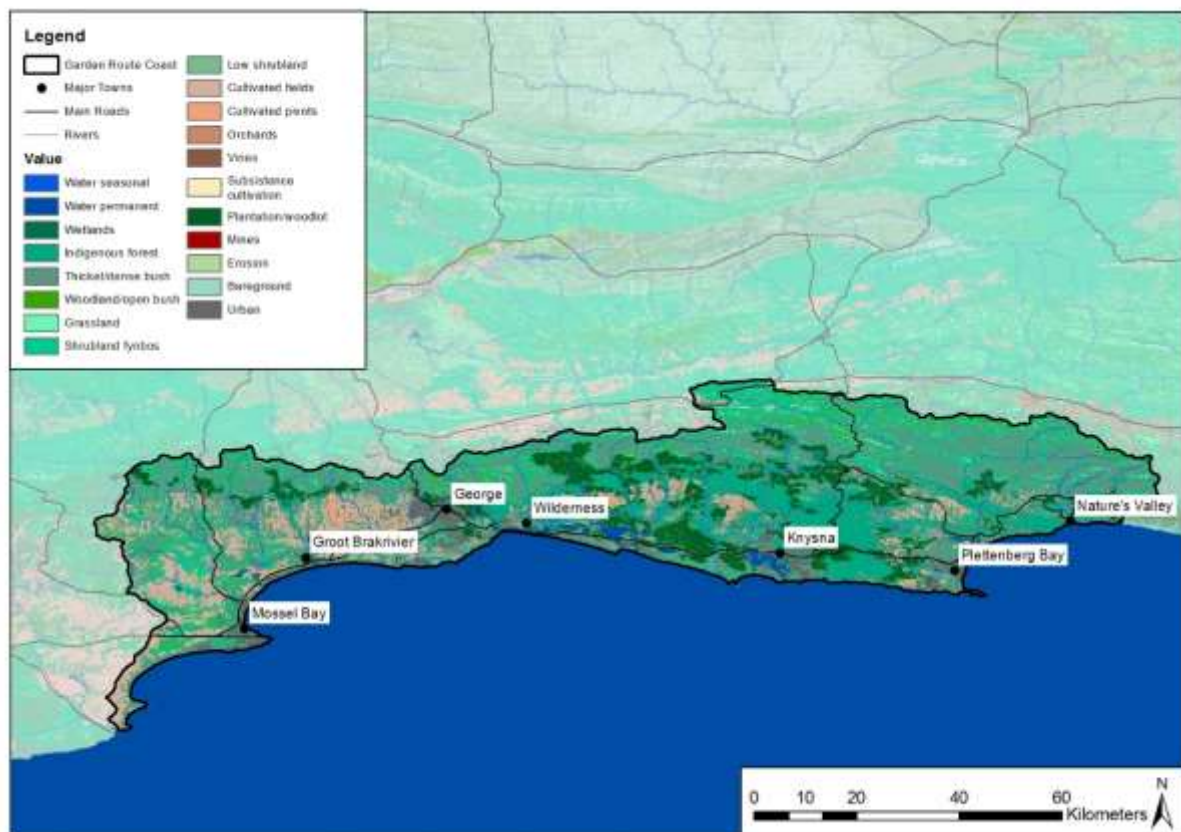 Legend
Garden Route Coast
Major Towns
Main Roads
Rivers
Value
Water seasonal
Water permanent
Wetlands
Indigenous forest
Thicket/dense bush
Woodland/open bush
Grassland
Shrubland fynbos
Low shrubland
Cultivated fields
Cultivated pivots
Orchards
Vines
Subsistence
cultivation
Plantation/woodlot
Mines
Erosion
Bareground
Urban
George
Wilderness
Nature's Valley
Groot Brakrivier
Knysna
Plettenberg Bay
Mossel Bay
N
0 10 20 40 60
Kilometers